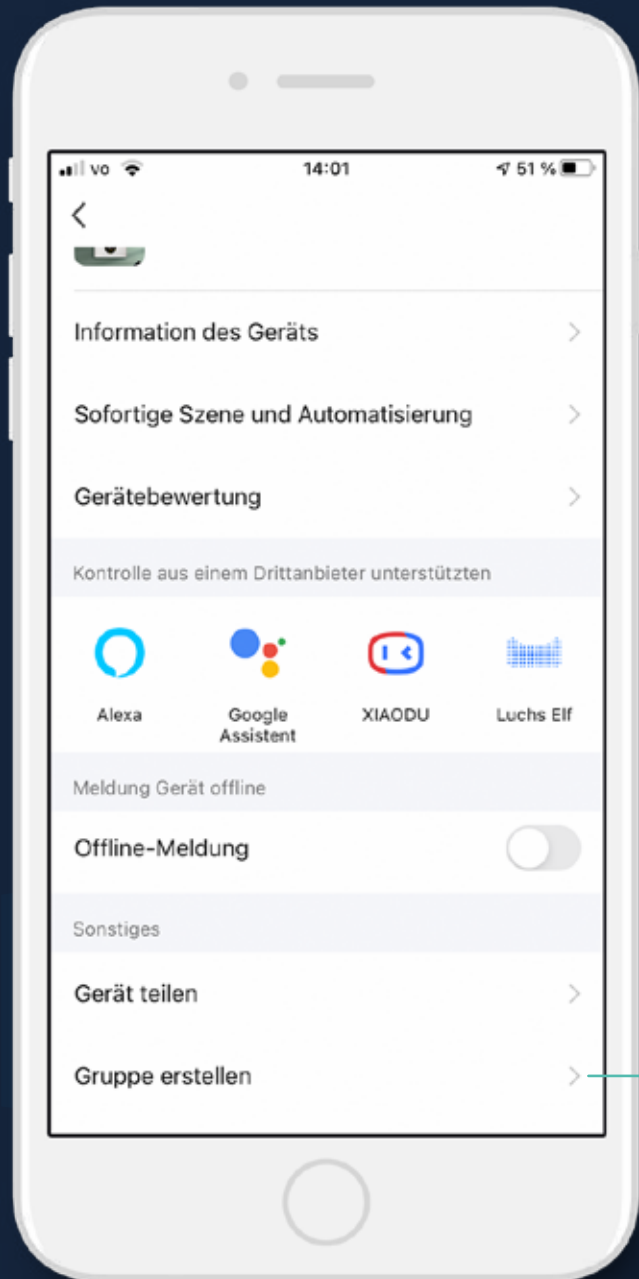 vo 14:01 51 %
Information des Geräts
Sofortige Szene und Automatisierung
Gerätebewertung
Kontrolle aus einem Drittanbieter unterstützten
Alexa
Google
Assistent
XIAODU
Luchs Elf
Meldung Gerät offline
Offline-Meldung
Sonstiges
Gerät teilen
Gruppe erstellen